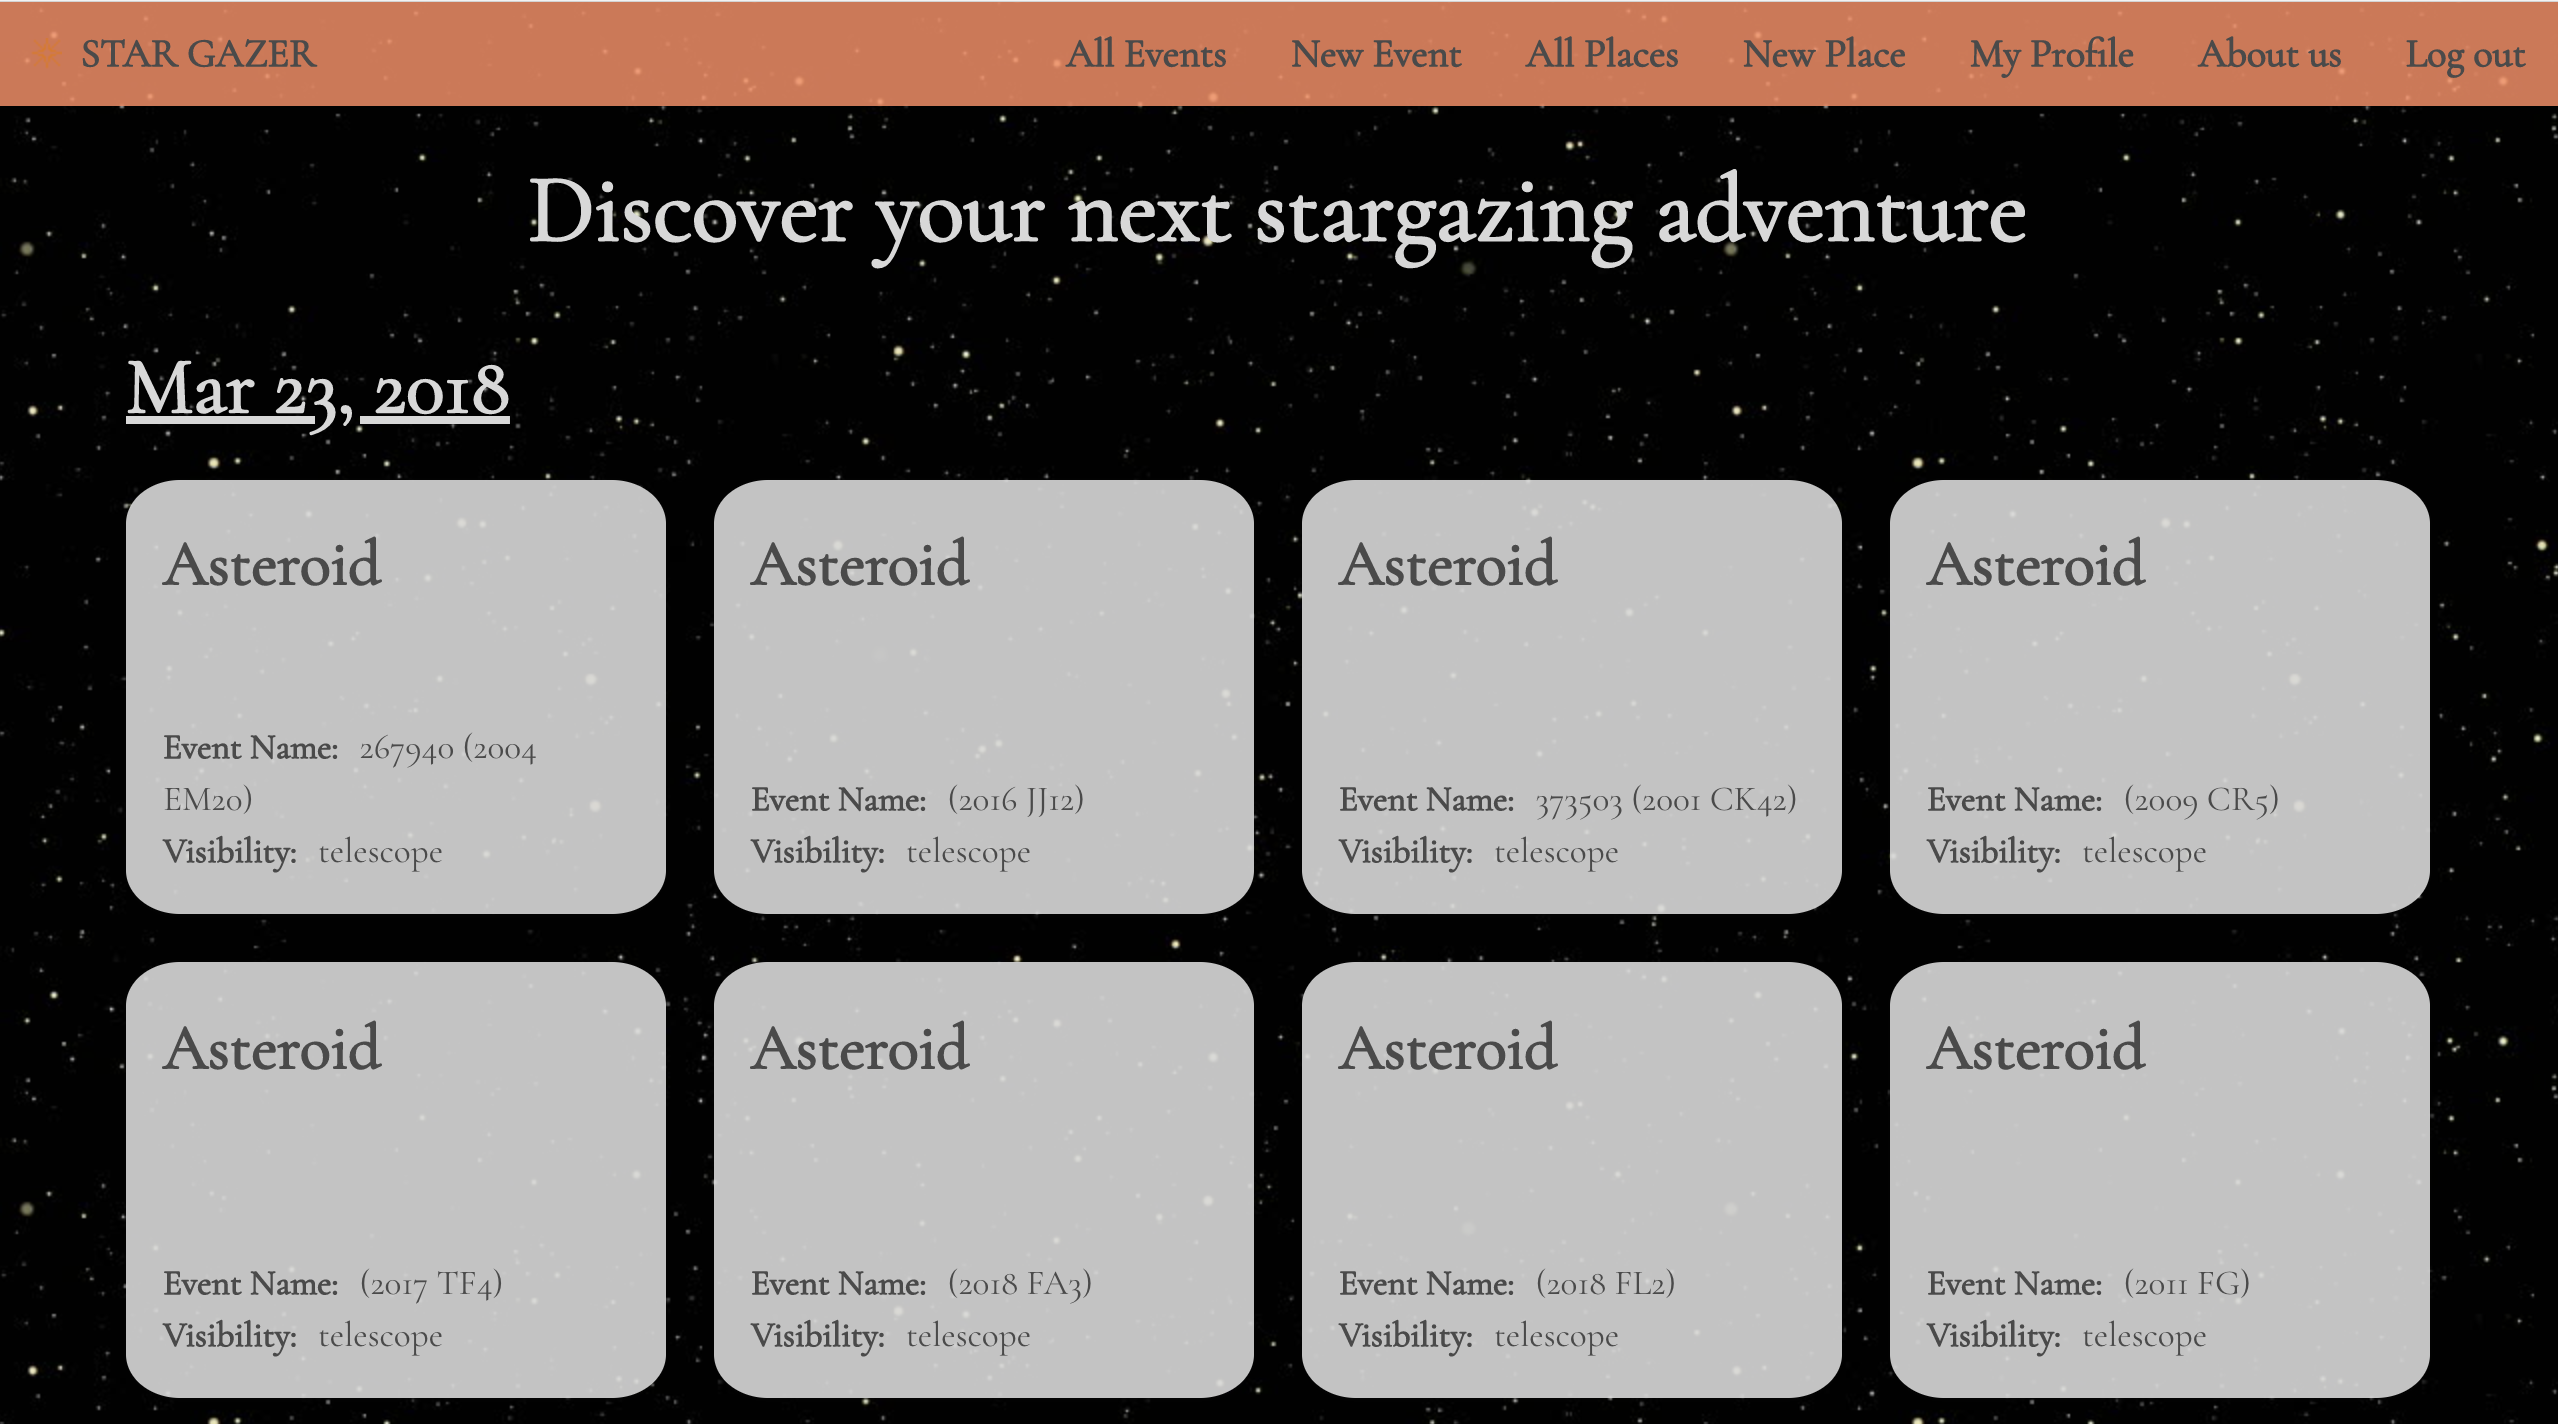 STAR GAZER All Events New Event All Places New Place My Profile About us Log out
Discover your next stargazing adventure
Mar 23, 2018
Asteroid
Event Name: 267940 (2004
EM20)
Visibility: telescope
Asteroid
Event Name: (2016 JJ12)
Visibility: telescope
Asteroid
Event Name: 373503 (2001 CK42)
Visibility: telescope
Asteroid
Event Name: (2009 CR5)
Visibility: telescope
Asteroid
Event Name: (2017 TF4)
Visibility: telescope
Asteroid
Event Name: (2018 FA3)
Visibility: telescope
Asteroid
Event Name: (2018 FL2)
Visibility: telescope
Asteroid
Event Name: (2011 FG)
Visibility: telescope